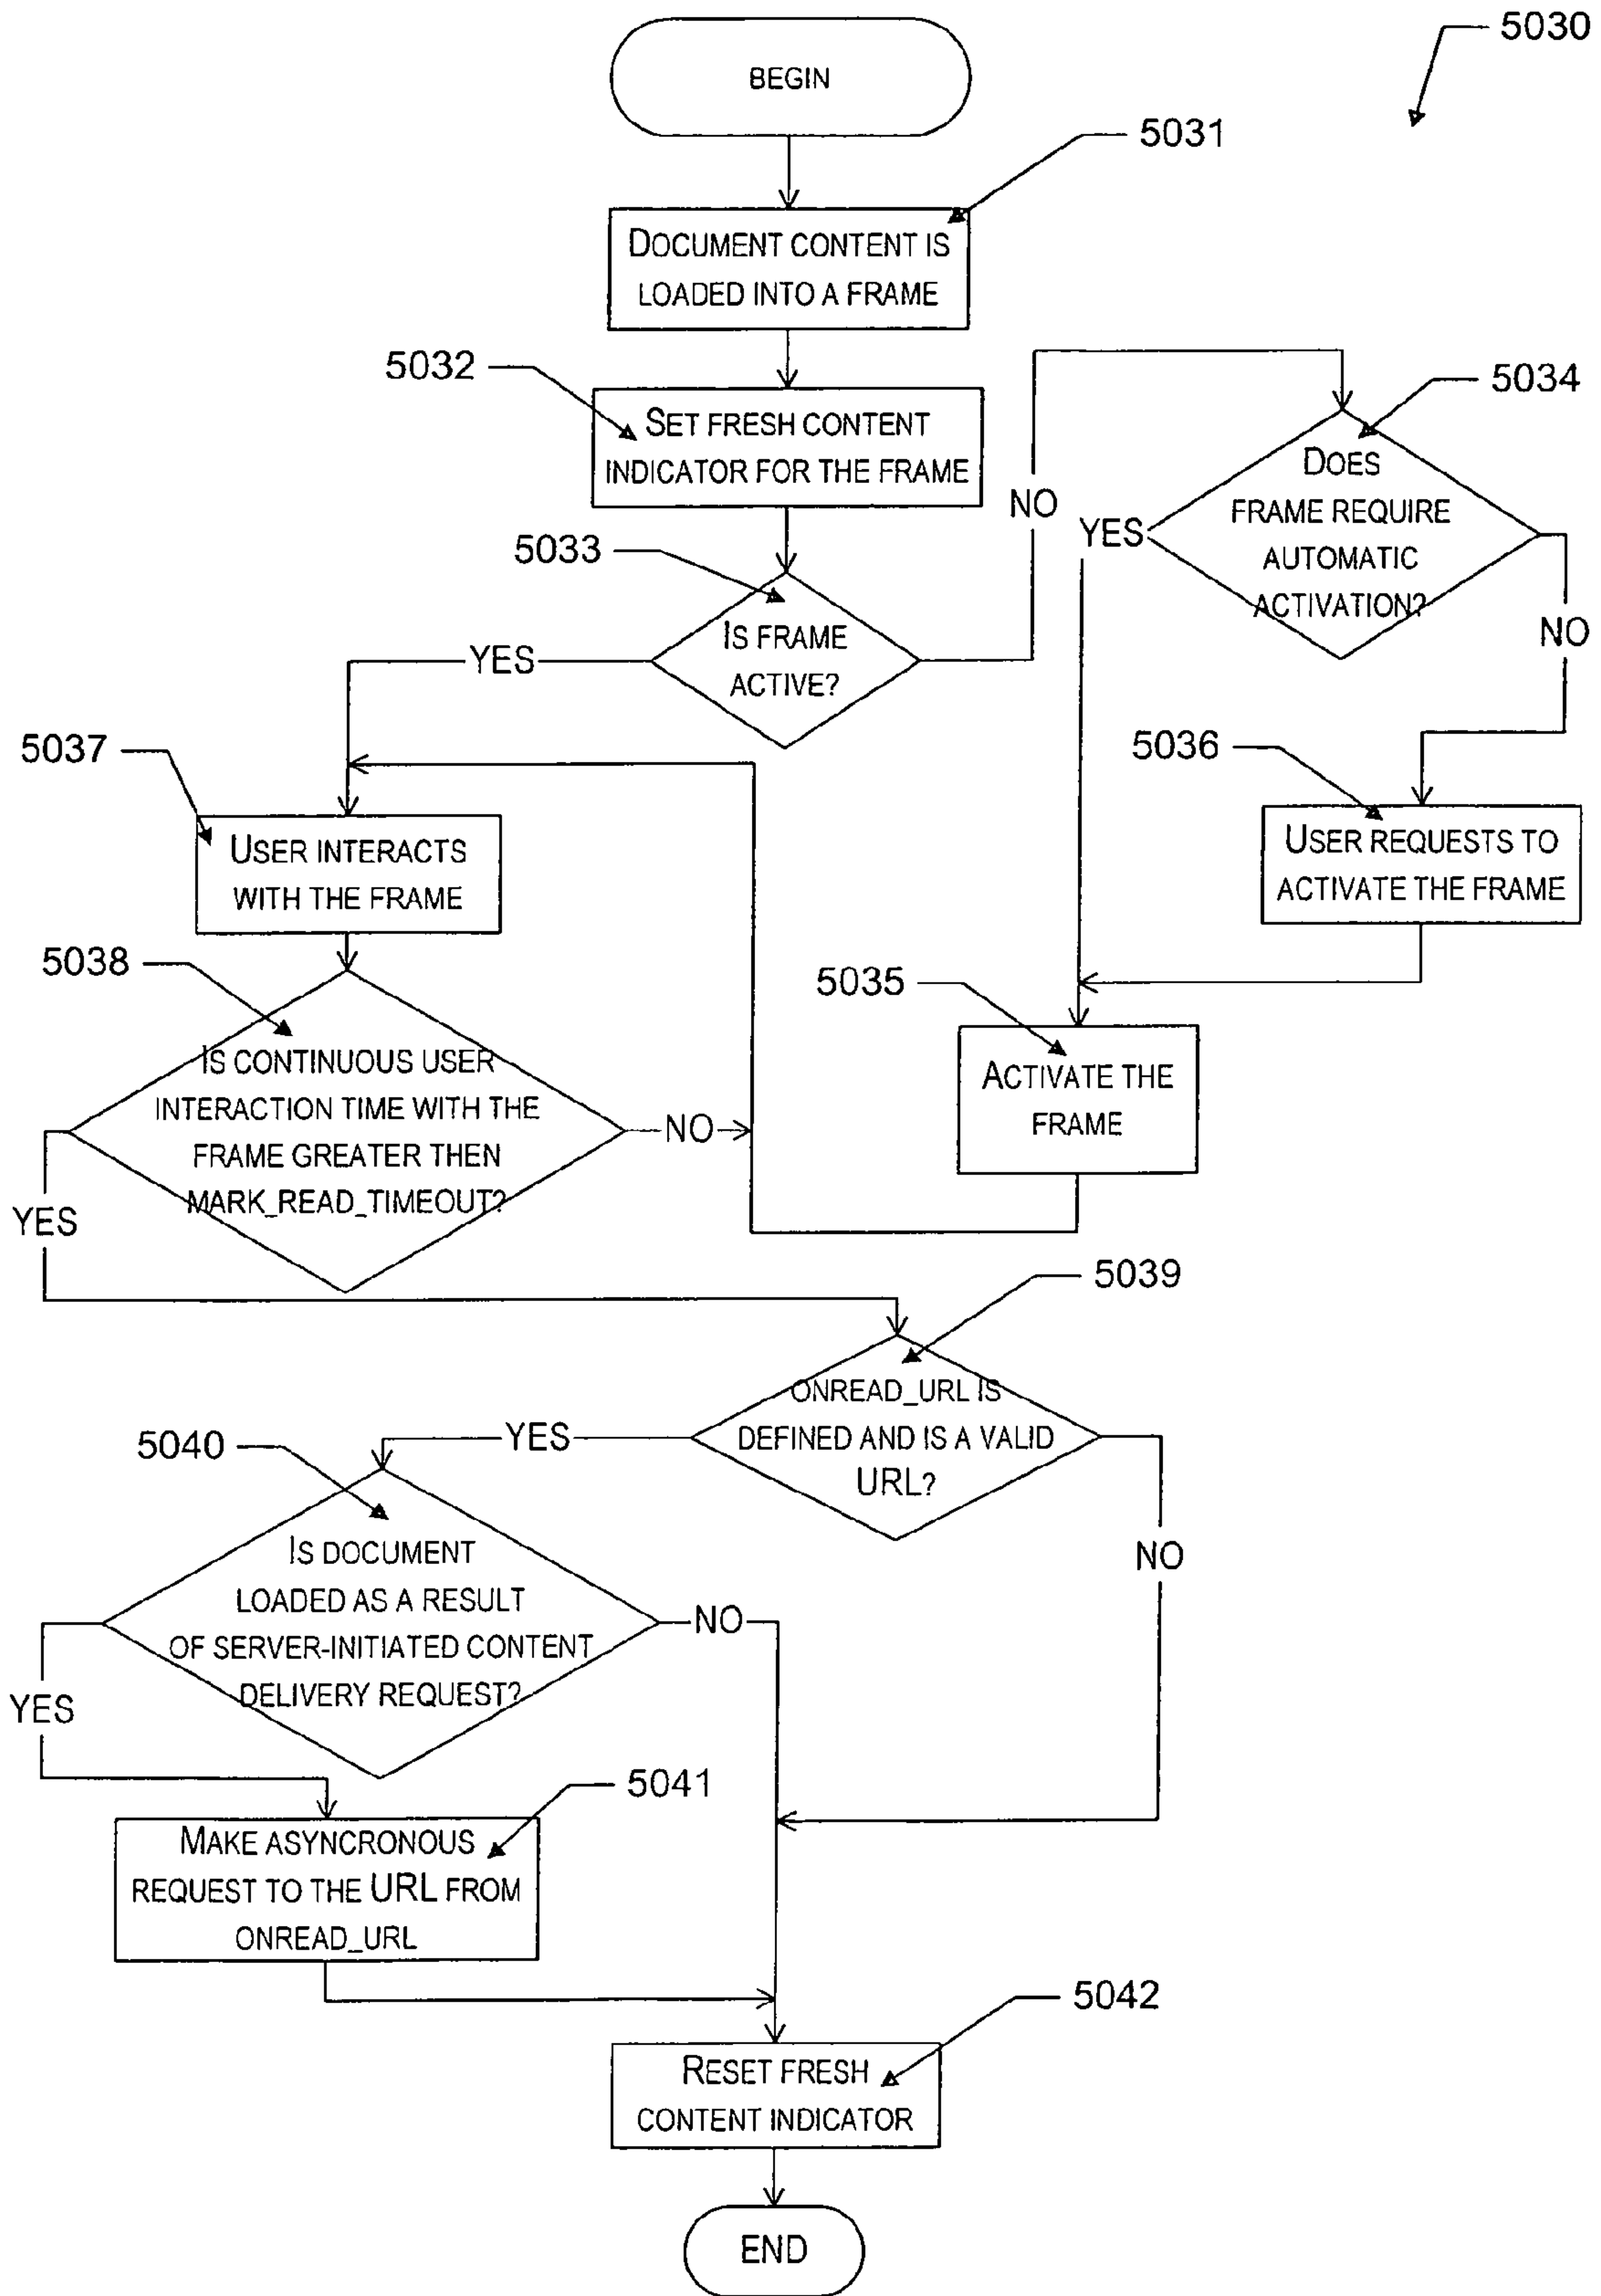 5030
BEGIN
5031
DOCUMENT CONTENT IS
LOADED INTO A FRAME
5032
SET FRESH CONTENT
INDICATOR FOR THE FRAME
5033
IS FRAME
ACTIVE?
YES
NO
5034
DOES
FRAME REQUIRE
AUTOMATIC
ACTIVATION?
YES
NO
5036
USER REQUESTS TO
ACTIVATE THE FRAME
5035
ACTIVATE THE
FRAME
5037
USER INTERACTS
WITH THE FRAME
5038
IS CONTINUOUS USER
INTERACTION TIME WITH THE
FRAME GREATER THEN
MARK_READ_TIMEOUT?
NO
YES
5039
ONREAD_URL IS
DEFINED AND IS A VALID
URL?
YES
NO
5040
IS DOCUMENT
LOADED AS A RESULT
OF SERVER-INITIATED CONTENT
DELIVERY REQUEST?
NO
YES
5041
MAKE ASYNCRONOUS
REQUEST TO THE URL FROM
ONREAD_URL
5042
RESET FRESH
CONTENT INDICATOR
END